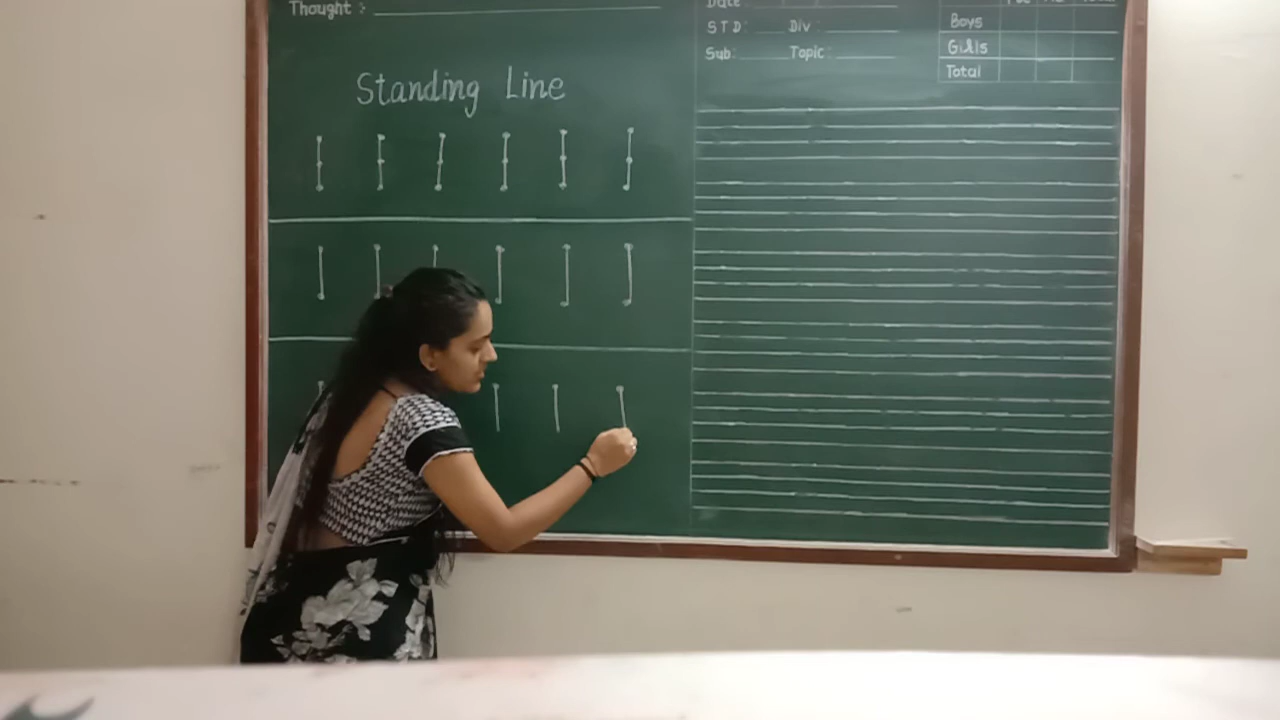 Thought :-
Standing Line
Date
STD: Div :
Sub: Topic :
Boys
Girls
Total